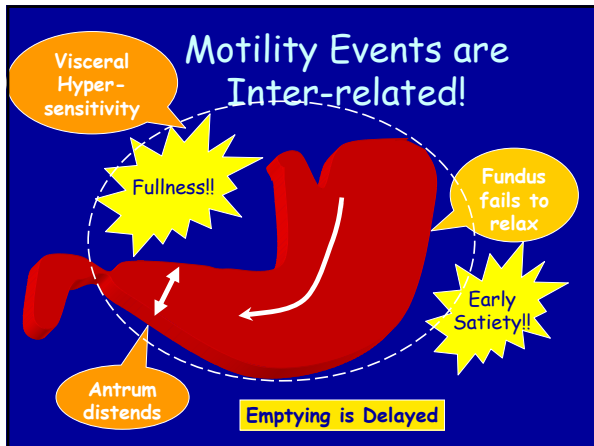 Motility Events are
Inter-related!
Visceral
Hyper-
sensitivity
Fullness!!
Fundus
fails to
relax
Early
Satiety!!
Antrum
distends
Emptying is Delayed